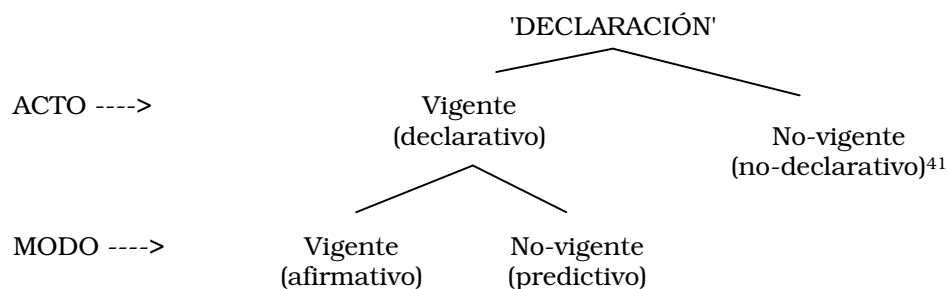 'DECLARACIÓN'
ACTO ----> Vigente
(declarativo) No-vigente
(no-declarativo)41
MODO ----> Vigente No-vigente
(afirmativo) (predictivo)